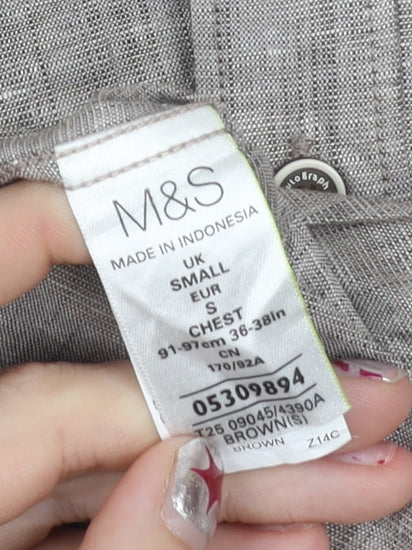 M&S
MADE IN INDONESIA
UK
SMALL
EUR
S
CHEST
91-97cm 36-38in
CN
170/92A
05309894
T25 09045/4390A
BROWN(S)
BROWN Z14C
tograph